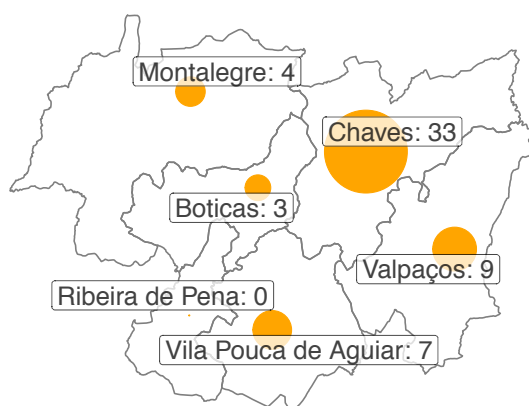 Montalegre: 4
Chaves: 33
Boticas: 3
Valpaços: 9
Ribeira de Pena: 0
Vila Pouca de Aguiar: 7